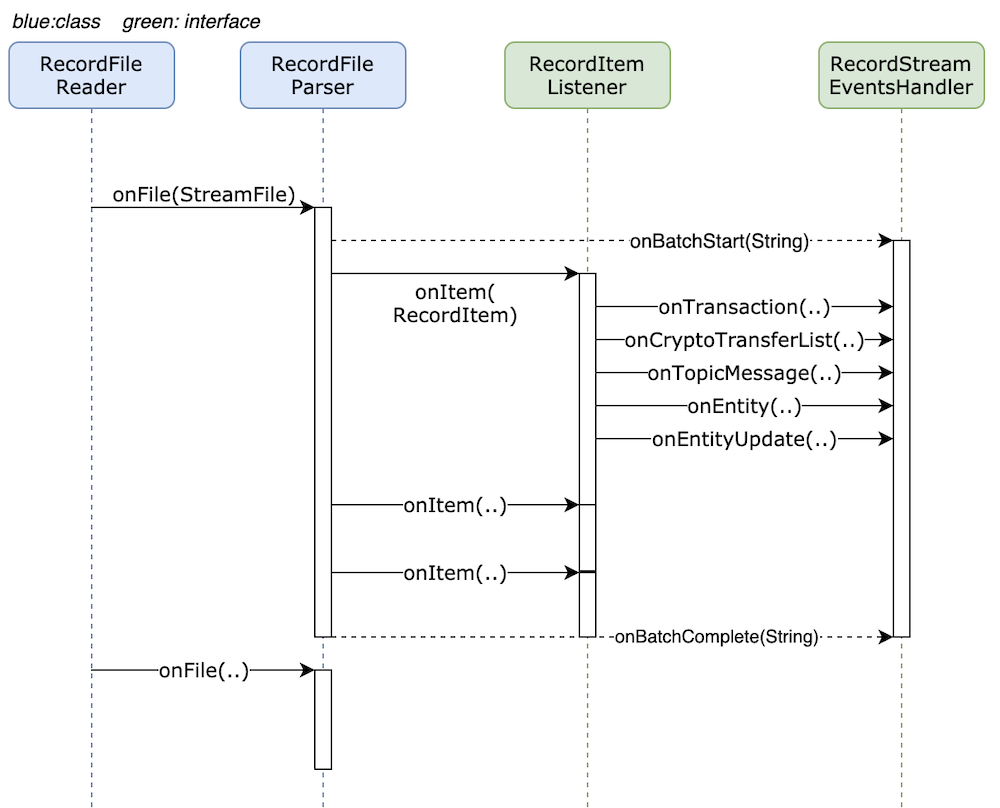 blue:class    green: interface
RecordFile
Reader
RecordFile
Parser
RecordItem
Listener
RecordStream
EventsHandler
onFile(StreamFile)
onBatchStart(String)
onItem(
RecordItem)
onTransaction(..)
onCryptoTransferList(..)
onTopicMessage(..)
onEntity(..)
onEntityUpdate(..)
onItem(..)
onItem(..)
onBatchComplete(String)
onFile(..)